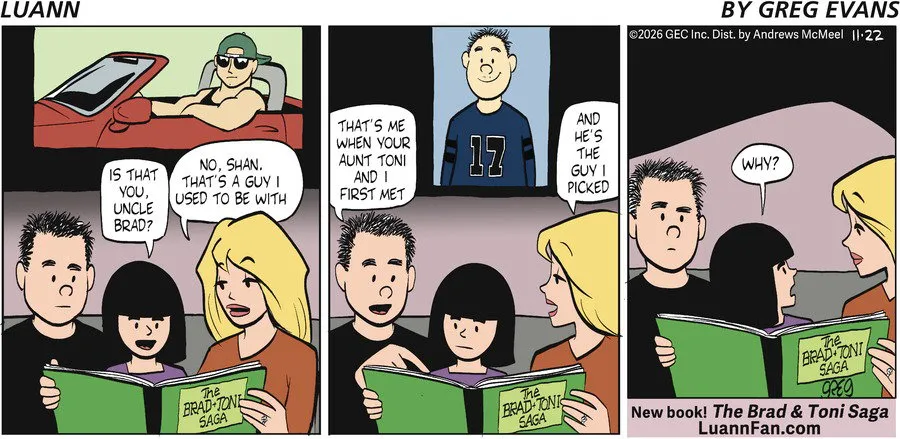 LUANN
BY GREG EVANS
IS THAT
YOU,
UNCLE
BRAD?
NO, SHAN.
THAT'S A GUY I
USED TO BE WITH
The
BRAD+TONI
SAGA
THAT'S ME
WHEN YOUR
AUNT TONI
AND I
FIRST MET
17
AND
HE'S
THE
GUY I
PICKED
The
BRAD+TONI
SAGA
©2026 GEC Inc. Dist. by Andrews McMeel 11-22
WHY?
The
BRAD+TONI
SAGA
GREG
New book! The Brad & Toni Saga
LuannFan.com